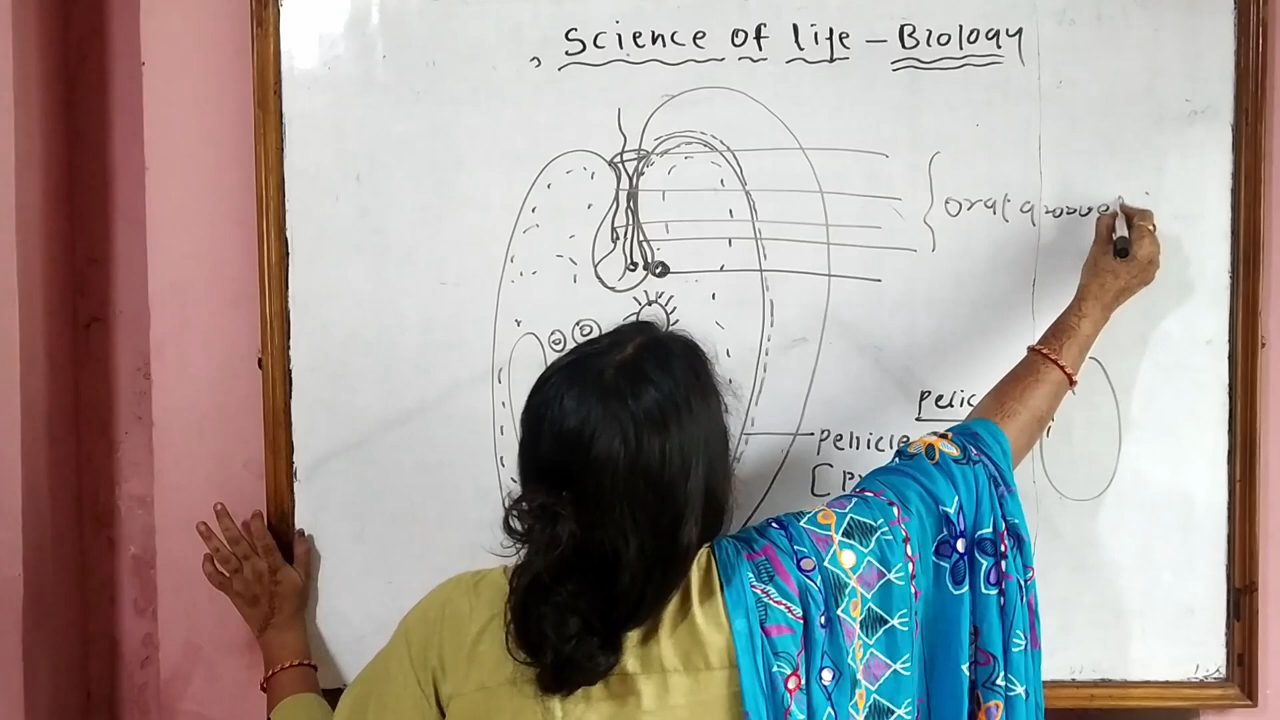 Science of life - Biology
oral groove
pelic
pellicle
[p